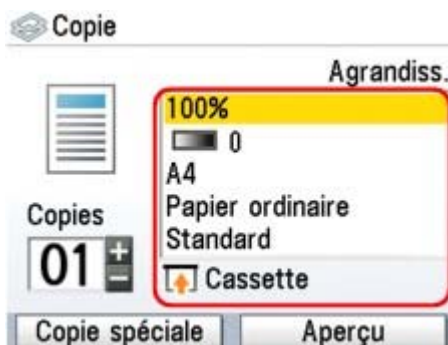 Copie
Agrandiss.
100%
0
A4
Papier ordinaire
Copies
Standard
01 + -
Cassette
Copie spéciale
Aperçu